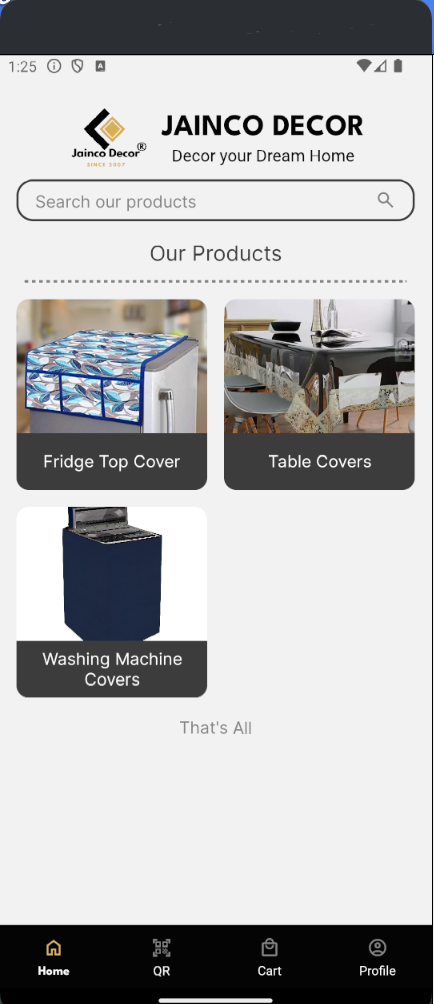 1:25
JAINCO DECOR
Jainco Decor®
SINCE 2007
Decor your Dream Home
Search our products
Our Products
Fridge Top Cover
Table Covers
Washing Machine
Covers
That's All
Home
QR
Cart
Profile